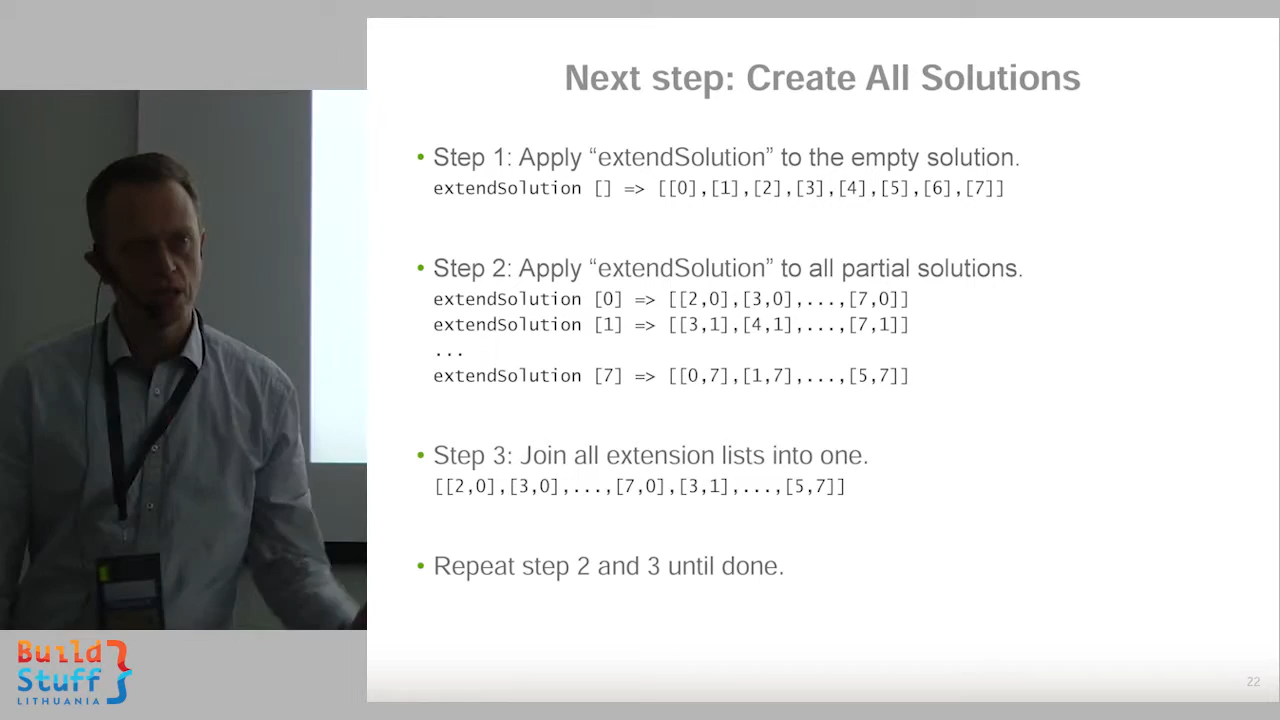 Next step: Create All Solutions
• Step 1: Apply “extendSolution” to the empty solution.
extendSolution [] => [[0],[1],[2],[3],[4],[5],[6],[7]]
• Step 2: Apply “extendSolution” to all partial solutions.
extendSolution [0] => [[2,0],[3,0],...,[7,0]]
extendSolution [1] => [[3,1],[4,1],...,[7,1]]
...
extendSolution [7] => [[0,7],[1,7],...,[5,7]]
• Step 3: Join all extension lists into one.
[[2,0],[3,0],...,[7,0],[3,1],...,[5,7]]
• Repeat step 2 and 3 until done.
22
Build
Stuff
LITHUANIA